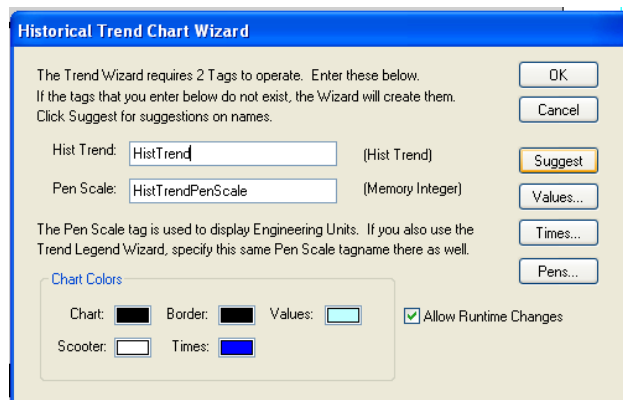 Historical Trend Chart Wizard
The Trend Wizard requires 2 Tags to operate. Enter these below.
If the tags that you enter below do not exist, the Wizard will create them.
Click Suggest for suggestions on names.
OK
Cancel
Hist Trend: HistTrend (Hist Trend)
Suggest
Pen Scale: HistTrendPenScale (Memory Integer)
Values...
The Pen Scale tag is used to display Engineering Units. If you also use the
Trend Legend Wizard, specify this same Pen Scale tagname there as well.
Times...
Pens...
Chart Colors
Chart: Border: Values:
Allow Runtime Changes
Scooter: Times: